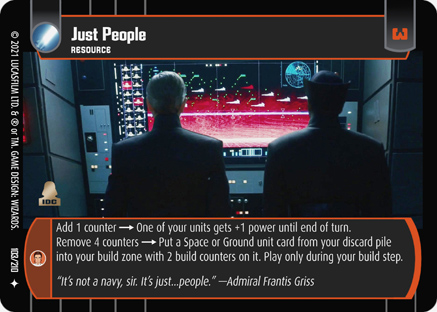 Just People
RESOURCE
IDC
Add 1 counter → One of your units gets +1 power until end of turn.
Remove 4 counters → Put a Space or Ground unit card from your discard pile
into your build zone with 2 build counters on it. Play only during your build step.
“It’s not a navy, sir. It’s just...people.” —Admiral Frantis Griss
© 2021 LUCASFILM LTD. & ® or TM. GAME DESIGN: WIZARDS.
103/210